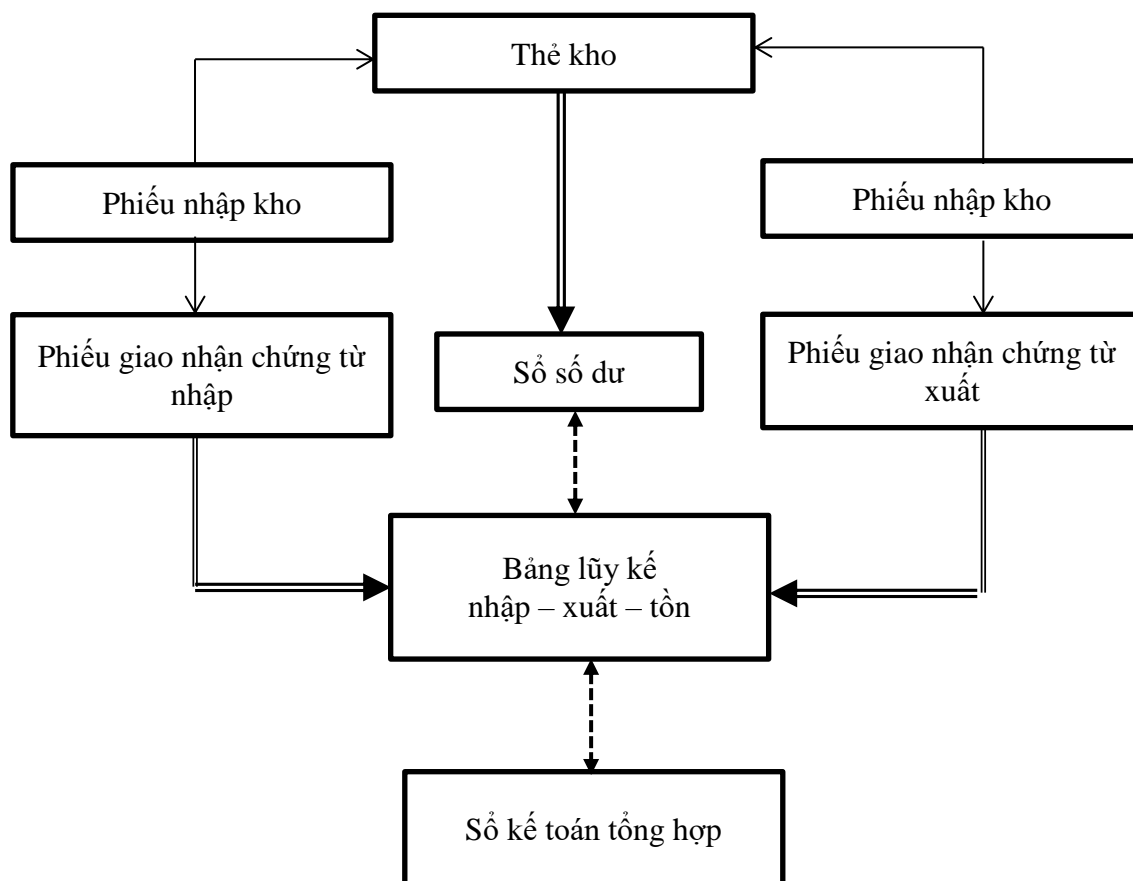 Thẻ kho
Phiếu nhập kho
Phiếu nhập kho
Phiếu giao nhận chứng từ
nhập
Sổ số dư
Phiếu giao nhận chứng từ
xuất
Bảng lũy kế
nhập – xuất – tồn
Sổ kế toán tổng hợp